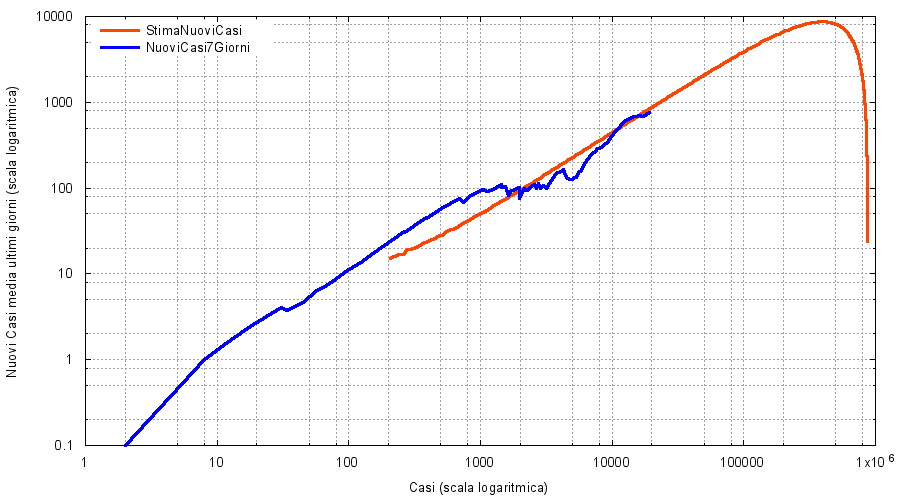 StimaNuoviCasi
NuoviCasi7Giorni
Nuovi Casi media ultimi giorni (scala logaritmica)
10000
1000
100
10
1
0.1
1
10
100
1000
10000
100000
1x10 6
Casi (scala logaritmica)